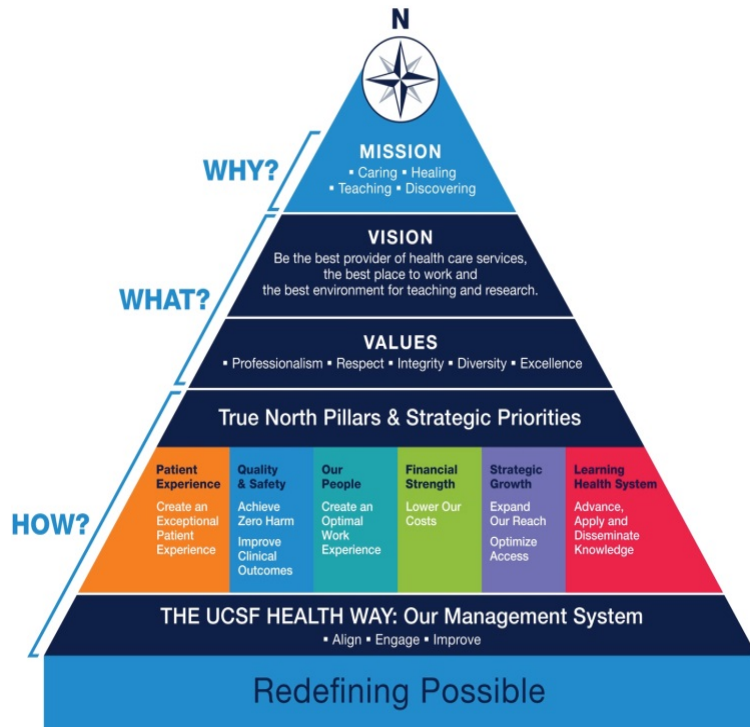 N
WHY?
MISSION
▪ Caring ▪ Healing
▪ Teaching ▪ Discovering
WHAT?
VISION
Be the best provider of health care services,
the best place to work and
the best environment for teaching and research.
VALUES
▪ Professionalism ▪ Respect ▪ Integrity ▪ Diversity ▪ Excellence
HOW?
True North Pillars & Strategic Priorities
Patient
Experience
Create an
Exceptional
Patient
Experience
Quality
& Safety
Achieve
Zero Harm
Improve
Clinical
Outcomes
Our
People
Create an
Optimal
Work
Experience
Financial
Strength
Lower Our
Costs
Strategic
Growth
Expand
Our Reach
Optimize
Access
Learning
Health System
Advance,
Apply and
Disseminate
Knowledge
THE UCSF HEALTH WAY: Our Management System
▪ Align ▪ Engage ▪ Improve
Redefining Possible